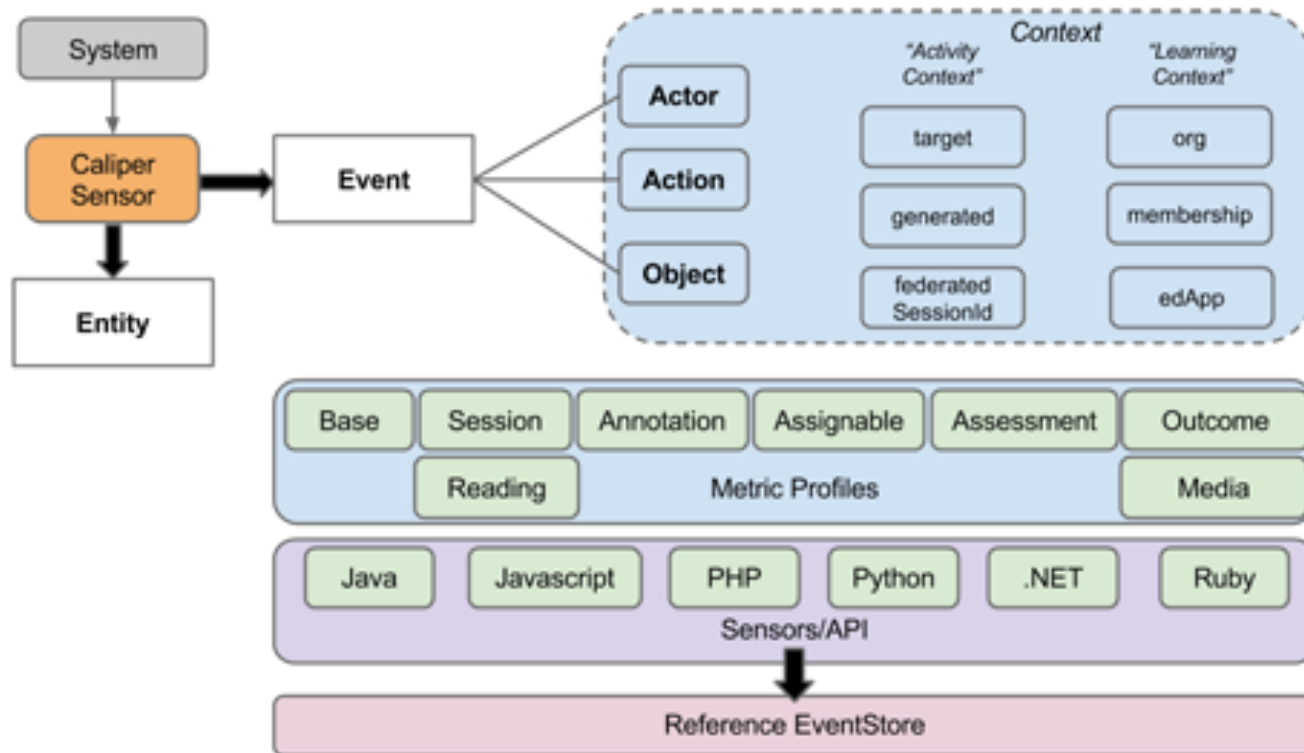 System
Caliper
Sensor
Entity
Event
Context
Actor
Action
Object
"Activity
Context"
target
generated
federated
SessionId
"Learning
Context"
org
membership
edApp
Base
Session
Annotation
Assignable
Assessment
Outcome
Reading
Metric Profiles
Media
Java
Javascript
PHP
Python
.NET
Ruby
Sensors/API
Reference EventStore